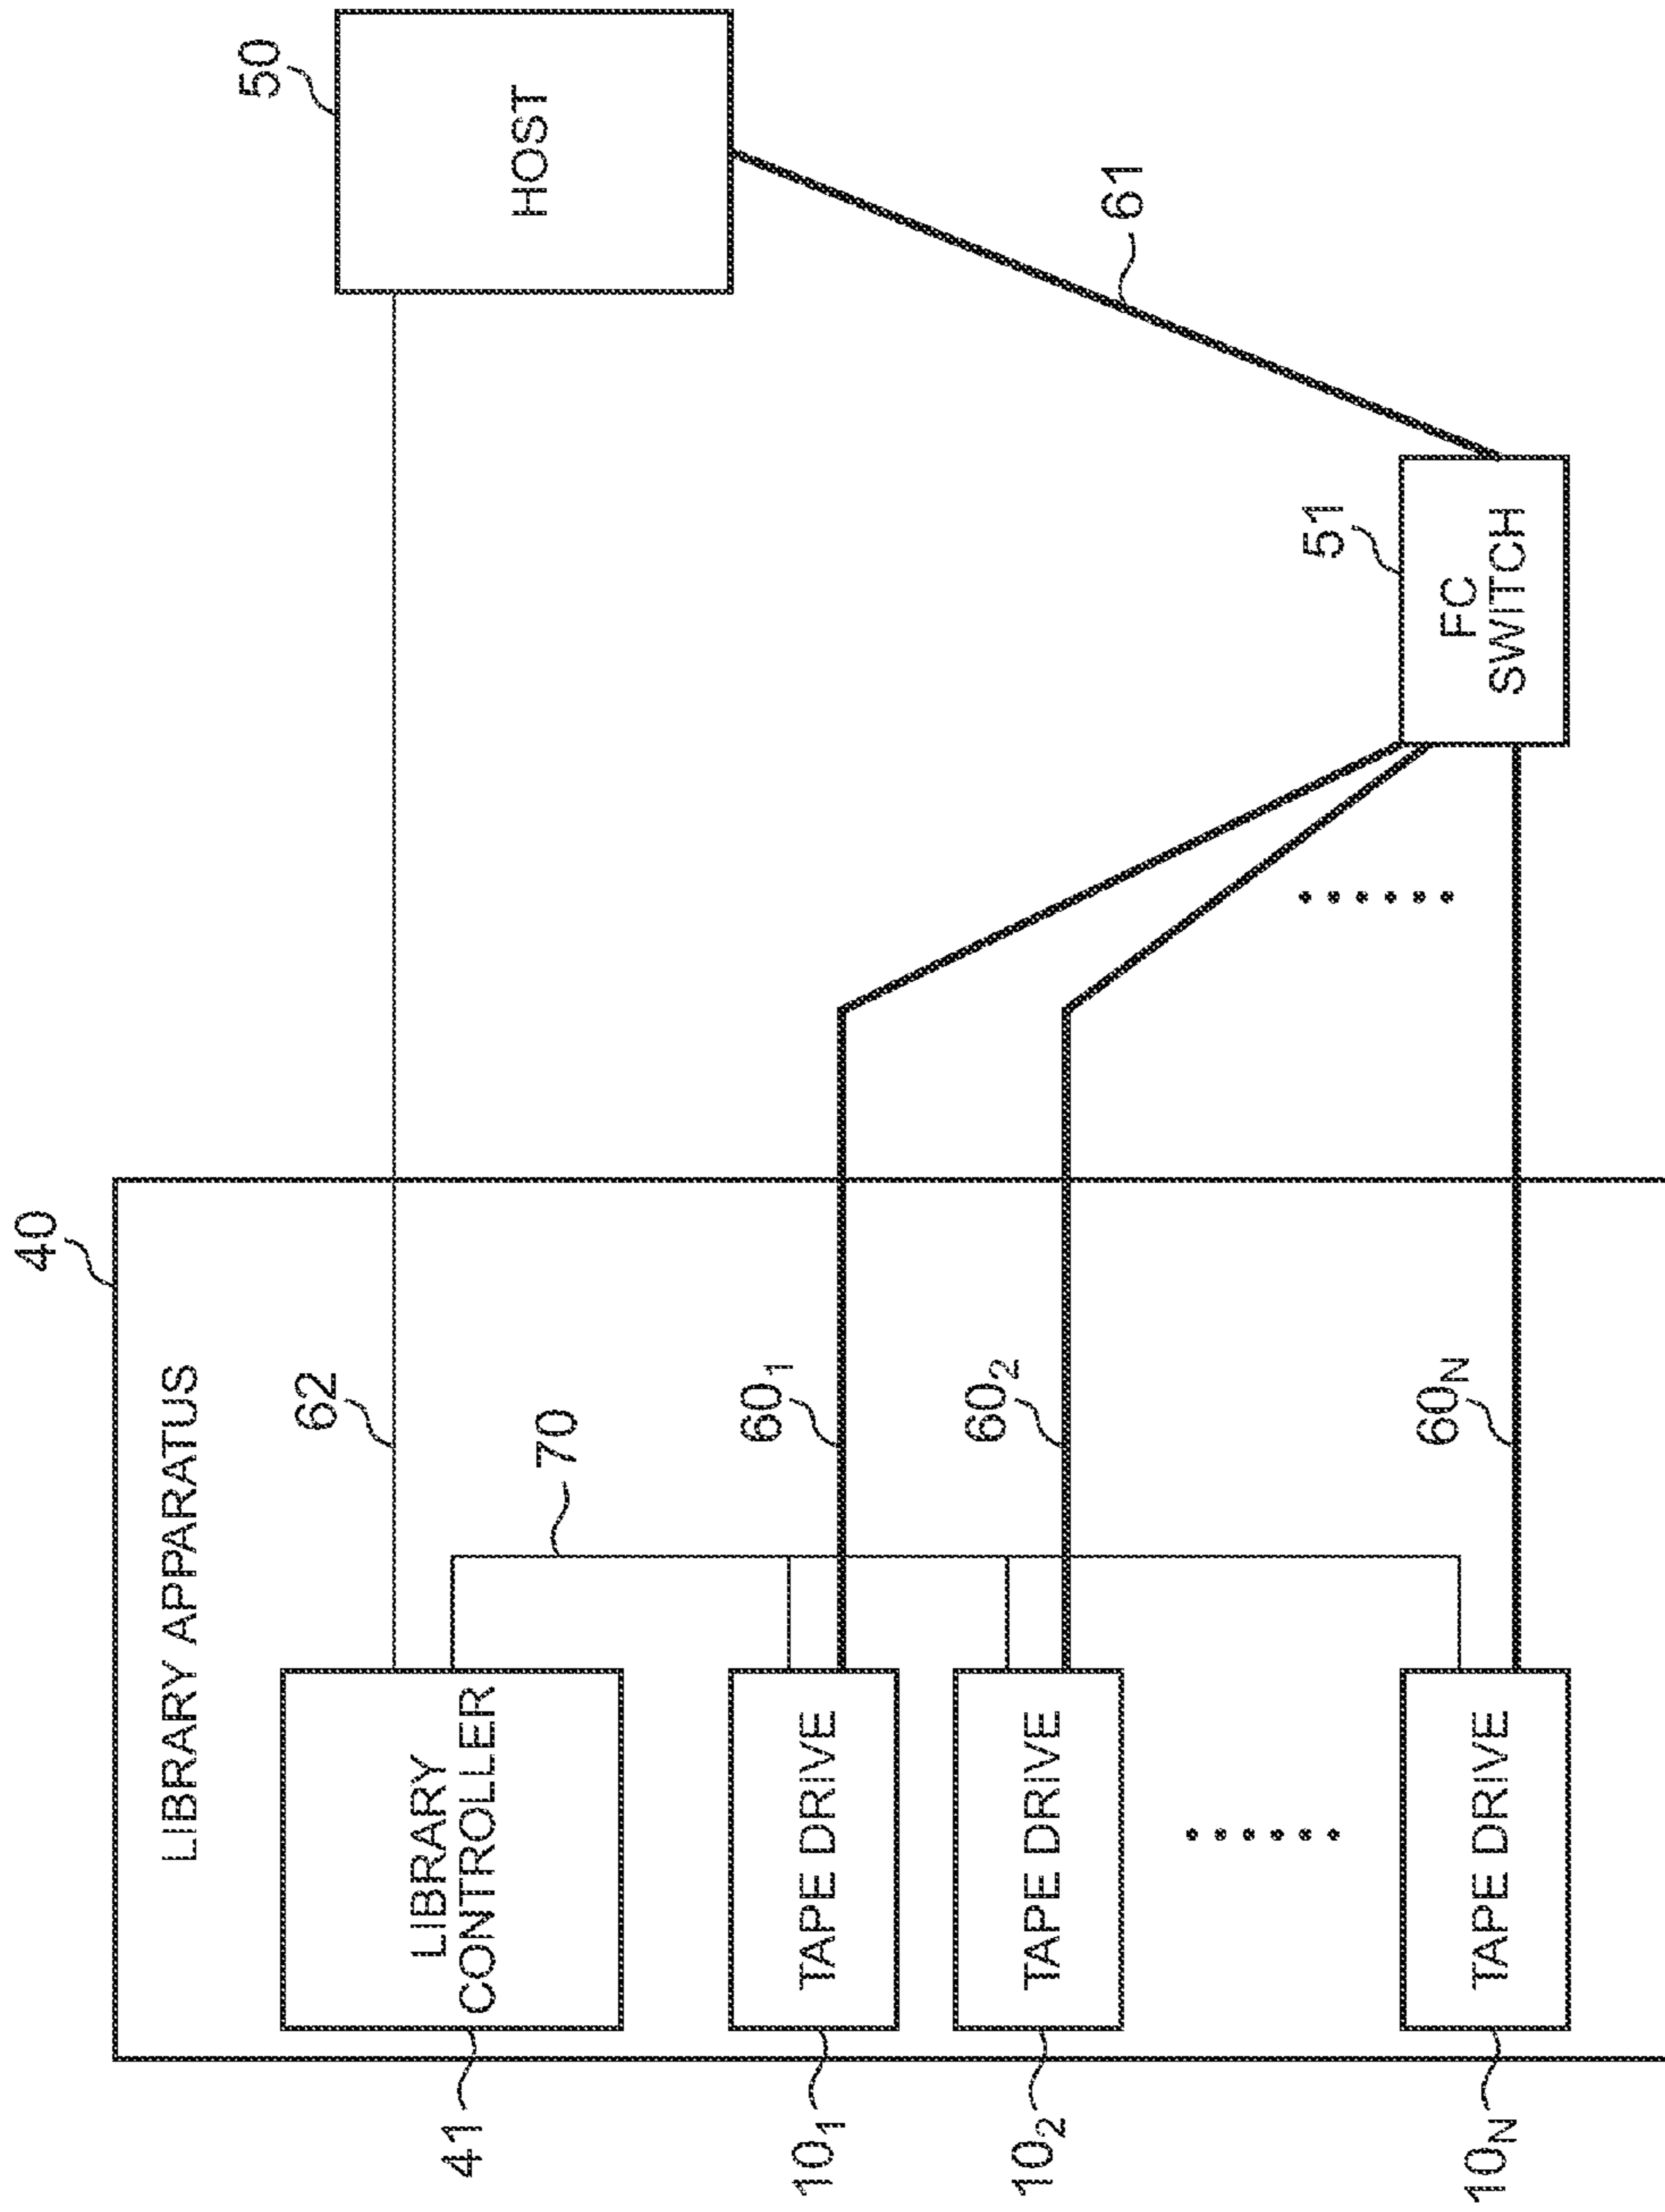 40
LIBRARY APPARATUS
50
HOST
62
LIBRARY
CONTROLLER
41
70
61
60₁
TAPE DRIVE
10₁
60₂
TAPE DRIVE
10₂
51
FC
SWITCH
......
......
60N
TAPE DRIVE
10N